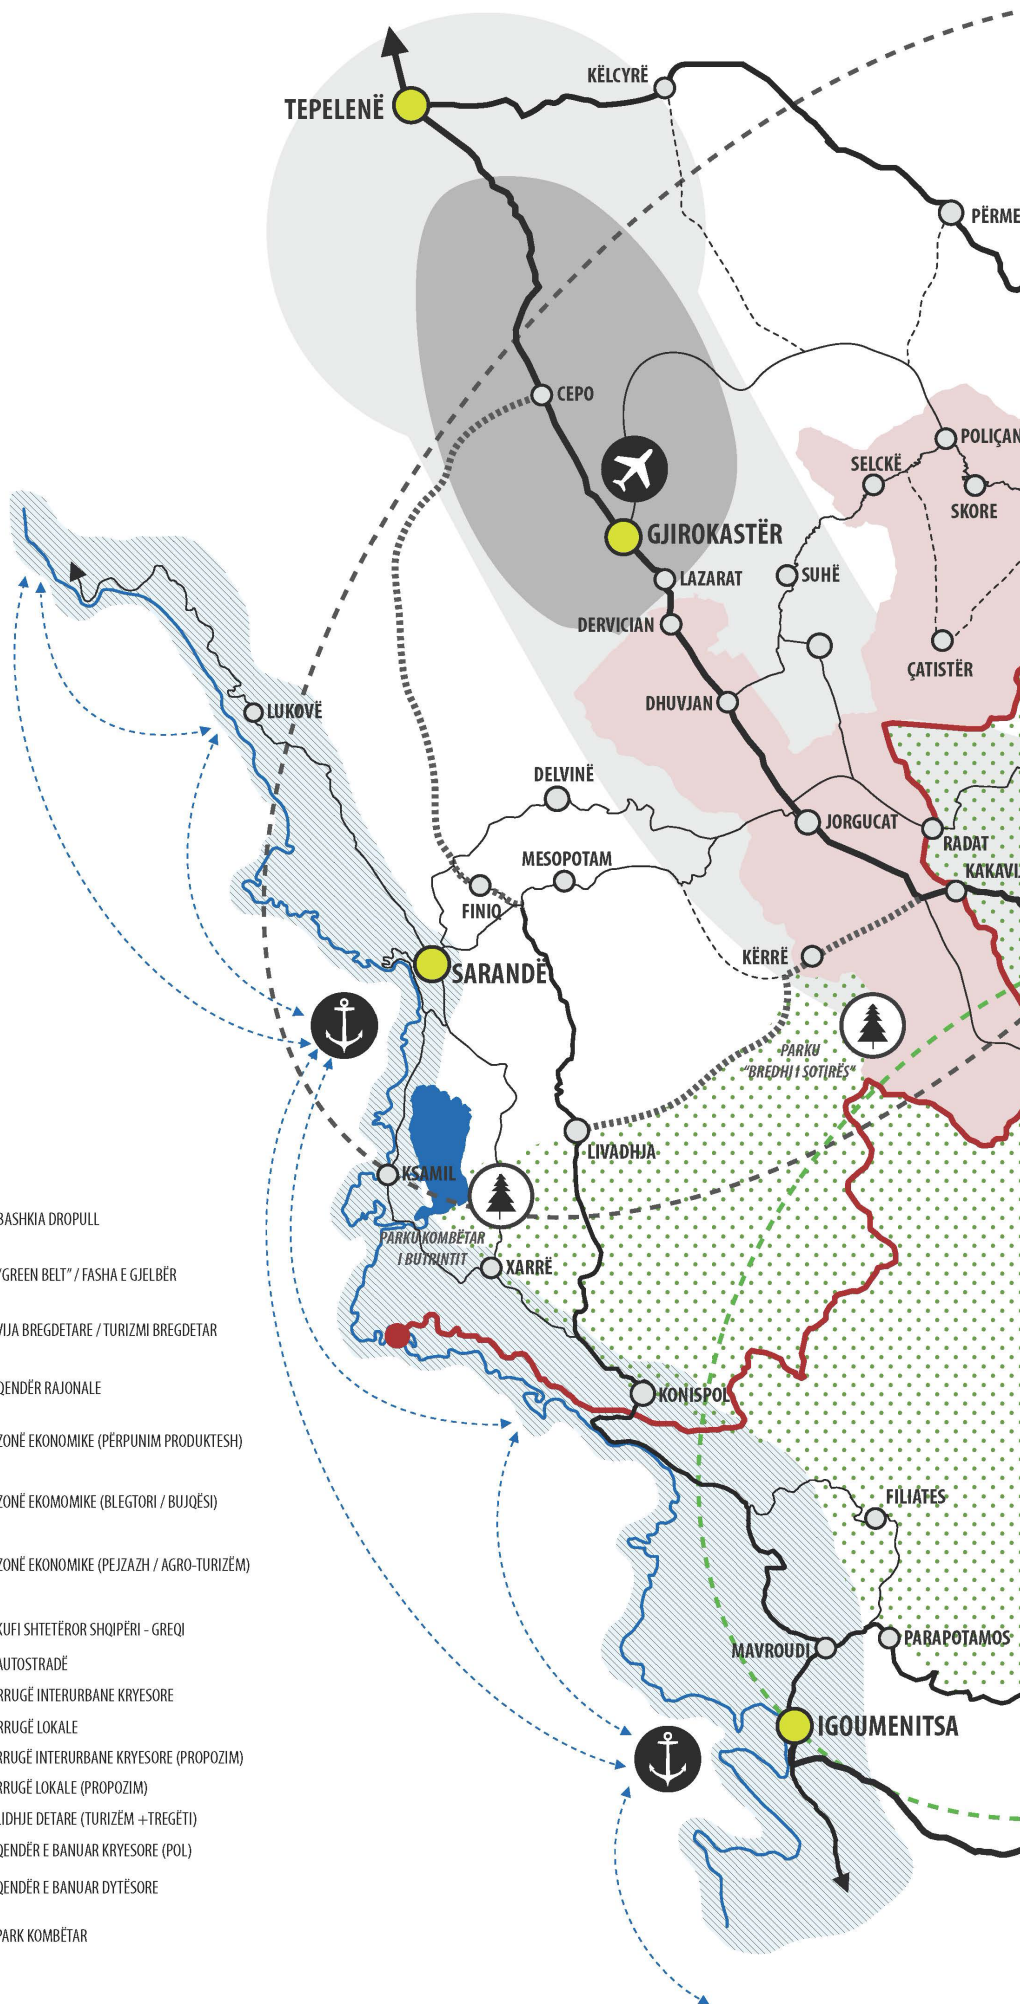 KËLCYRË
TEPELENË
PËRME
CEPO
POLIÇAN
SELCKË
SKORE
GJIROKASTËR
LAZARAT
SUHË
DERVICIAN
ÇATISTËR
DHUVJAN
LUKOVË
DELVINË
JORGUCAT
RADAT
MESOPOTAM
KAKAVI
FINIQ
KËRRË
SARANDË
PARKU
"BREDHI I SOTIRËS"
LIVADHJA
KSAMIL
PARKU KOMBËTAR
I BUTRINTIT
XARRË
KONISPOL
FILIATES
PARAPOTAMOS
MAVROUDI
IGOUMENITSA
BASHKIA DROPULL
"GREEN BELT" / FASHA E GJELBËR
VIJA BREGDETARE / TURIZMI BREGDETAR
QENDËR RAJONALE
ZONË EKONOMIKE (PËRPUNIM PRODUKTESH)
ZONË EKOMOMIKE (BLEGTORI / BUJQËSI)
ZONË EKONOMIKE (PEJZAZH / AGRO-TURIZËM)
KUFI SHTETËROR SHQIPËRI - GREQI
AUTOSTRADË
RRUGË INTERURBANE KRYESORE
RRUGË LOKALE
RRUGË INTERURBANE KRYESORE (PROPOZIM)
RRUGË LOKALE (PROPOZIM)
LIDHJE DETARE (TURIZËM +TREGËTI)
QENDËR E BANUAR KRYESORE (POL)
QENDËR E BANUAR DYTËSORE
PARK KOMBËTAR